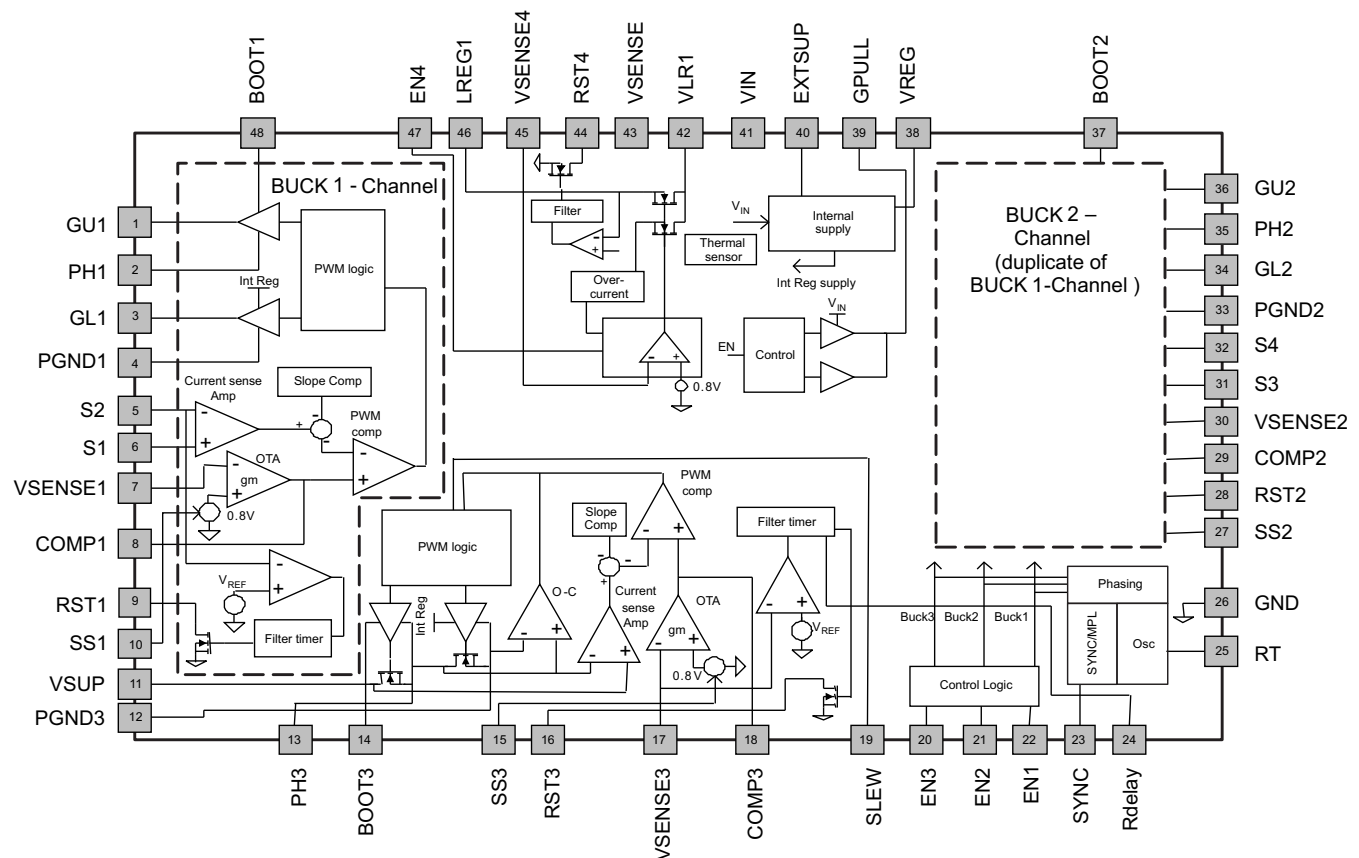 BOOT1
EN4
LREG1
VSENSE4
RST4
VSENSE
VLR1
VIN
EXTSUP
GPULL
VREG
BOOT2
48
47
46
45
44
43
42
41
40
39
38
37
BUCK 1 - Channel
GU1
1
PH1
2
GL1
3
PGND1
4
S2
5
S1
6
VSENSE1
7
COMP1
8
RST1
9
SS1
10
VSUP
11
PGND3
12
PWM logic
Int Reg
Current sense
Amp
Slope Comp
PWM
comp
-
+
+
-
-
-
+
OTA
gm
-
+
0.8V
-
+
VREF
Filter timer
Filter
-
+
Over-
current
-
+
0.8V
Thermal
sensor
VIN
Internal
supply
Int Reg supply
VIN
EN
Control
BUCK 2 –
Channel
(duplicate of
BUCK 1-Channel )
36
GU2
35
PH2
34
GL2
33
PGND2
32
S4
31
S3
30
VSENSE2
29
COMP2
28
RST2
27
SS2
26
GND
25
RT
PWM logic
Int Reg
O-C
-
+
Slope
Comp
-
-
+
Current
sense
Amp
-
+
PWM
comp
-
+
OTA
gm
-
+
0.8V
Filter timer
-
+
VREF
Buck3
Buck2
Buck1
Phasing
SYNC/MPL
Osc
Control Logic
13
14
15
16
17
18
19
20
21
22
23
24
PH3
BOOT3
SS3
RST3
VSENSE3
COMP3
SLEW
EN3
EN2
EN1
SYNC
Rdelay